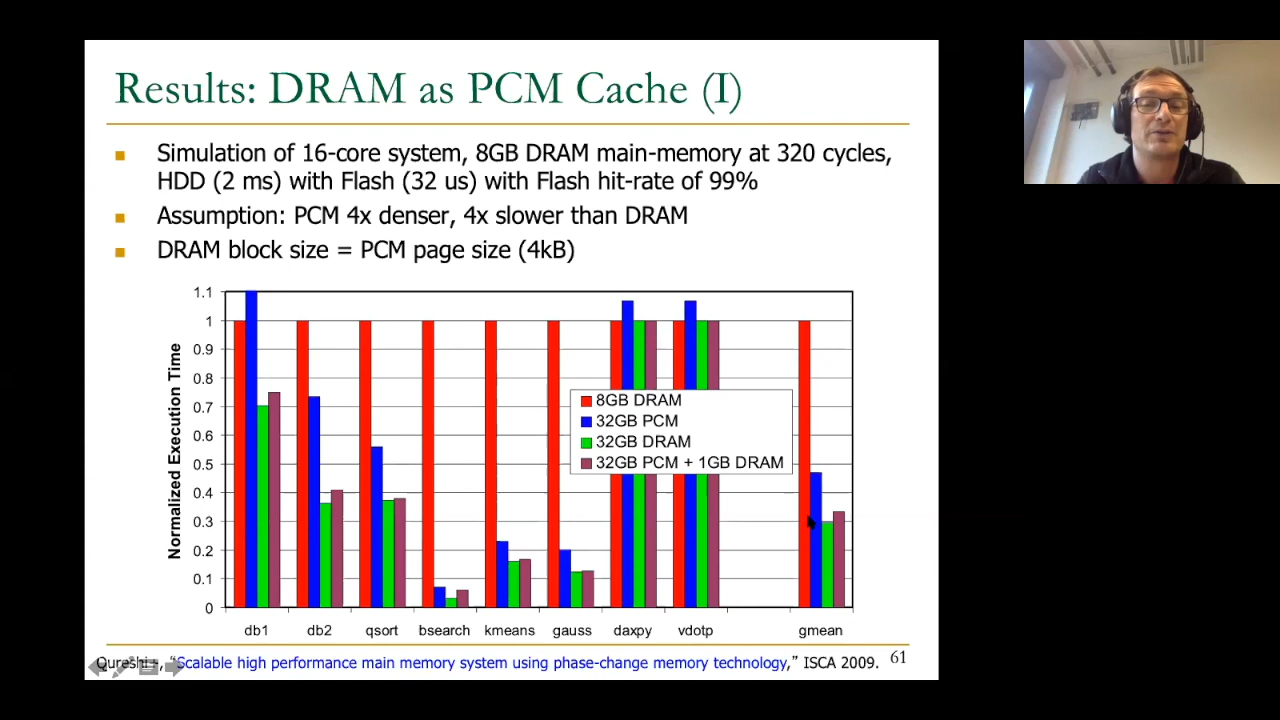 Results: DRAM as PCM Cache (I)
Simulation of 16-core system, 8GB DRAM main-memory at 320 cycles,
HDD (2 ms) with Flash (32 us) with Flash hit-rate of 99%
Assumption: PCM 4x denser, 4x slower than DRAM
DRAM block size = PCM page size (4kB)
Normalized Execution Time
1.1
1
0.9
0.8
0.7
0.6
0.5
0.4
0.3
0.2
0.1
0
8GB DRAM
32GB PCM
32GB DRAM
32GB PCM + 1GB DRAM
db1 db2 qsort bsearch kmeans gauss daxpy vdotp gmean
Qureshi+, “Scalable high performance main memory system using phase-change memory technology,” ISCA 2009. 61